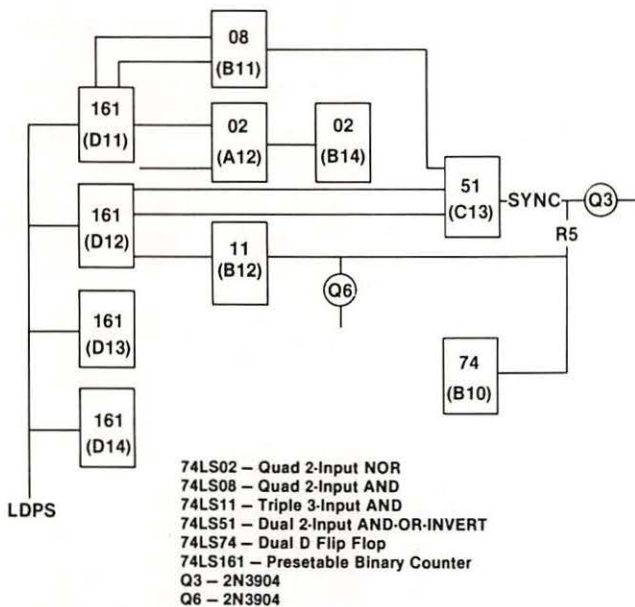 08
(B11)
161
(D11)
02
(A12)
02
(B14)
51
(C13)
SYNC
Q3
R5
161
(D12)
11
(B12)
Q6
161
(D13)
74
(B10)
161
(D14)
LDPS
74LS02 — Quad 2-Input NOR
74LS08 — Quad 2-Input AND
74LS11 — Triple 3-Input AND
74LS51 — Dual 2-Input AND-OR-INVERT
74LS74 — Dual D Flip Flop
74LS161 — Presetable Binary Counter
Q3 — 2N3904
Q6 — 2N3904